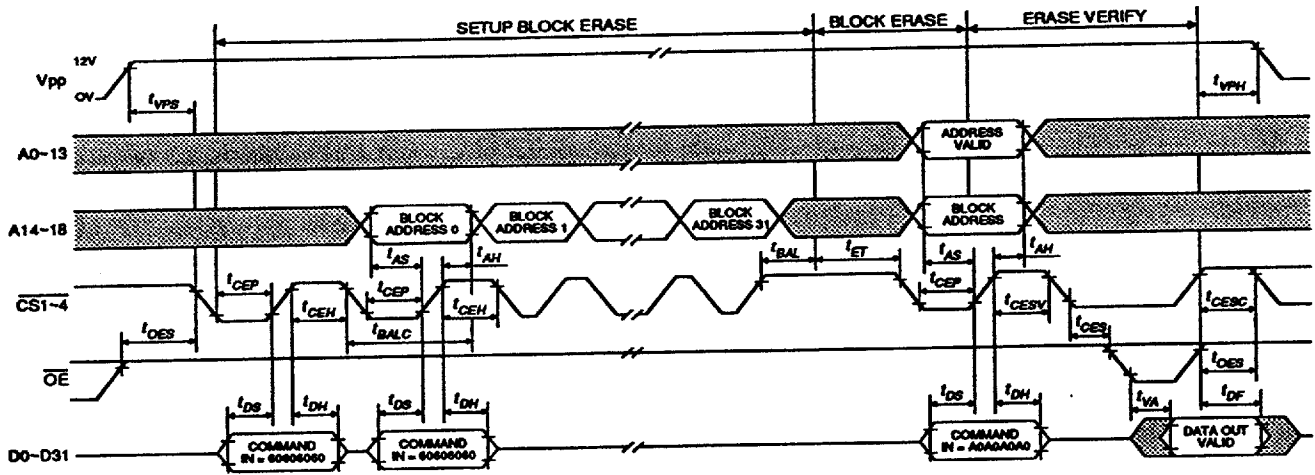 SETUP BLOCK ERASE
BLOCK ERASE
ERASE VERIFY
Vpp
12V
OV
tVPS
tVPH
A0~13
ADDRESS
VALID
A14~18
BLOCK
ADDRESS 0
BLOCK
ADDRESS 1
BLOCK
ADDRESS 31
BLOCK
ADDRESS
tAS
tAH
tBAL
tET
tAS
tAH
CS1~4
tCEP
tCEH
tCEP
tCEH
tBALC
tCEP
tCESV
tCES
tCESC
OE
tOES
tOES
tDS
tDH
tDS
tDH
tDS
tDH
tVA
tDF
D0~D31
COMMAND
IN = 60606060
COMMAND
IN = 60606060
COMMAND
IN = A0A0A0A0
DATA OUT
VALID